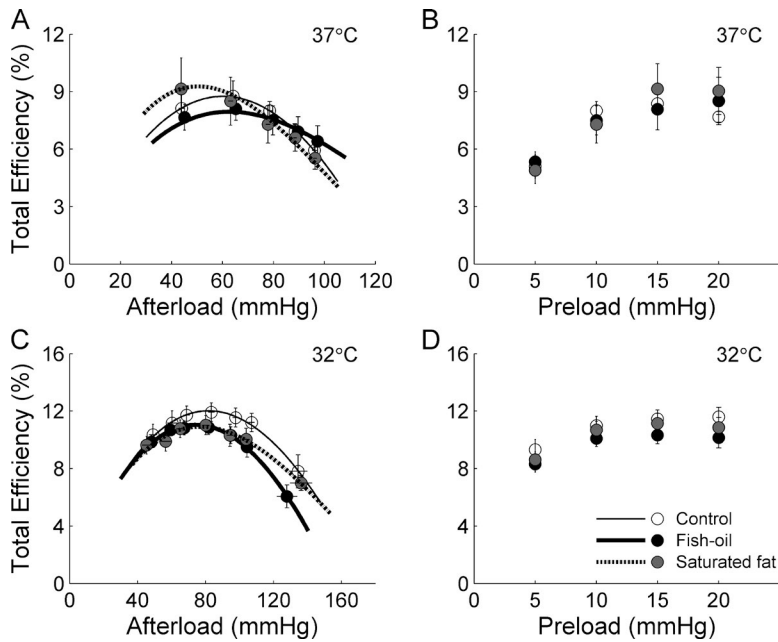 A
37°C
Total Efficiency (%)
12
9
6
3
0
0 20 40 60 80 100 120
Afterload (mmHg)
B
37°C
12
9
6
3
0
0 5 10 15 20
Preload (mmHg)
C
32°C
Total Efficiency (%)
16
12
8
4
0
0 40 80 120 160
Afterload (mmHg)
D
32°C
16
12
8
4
0
0 5 10 15 20
Preload (mmHg)
Control
Fish-oil
Saturated fat